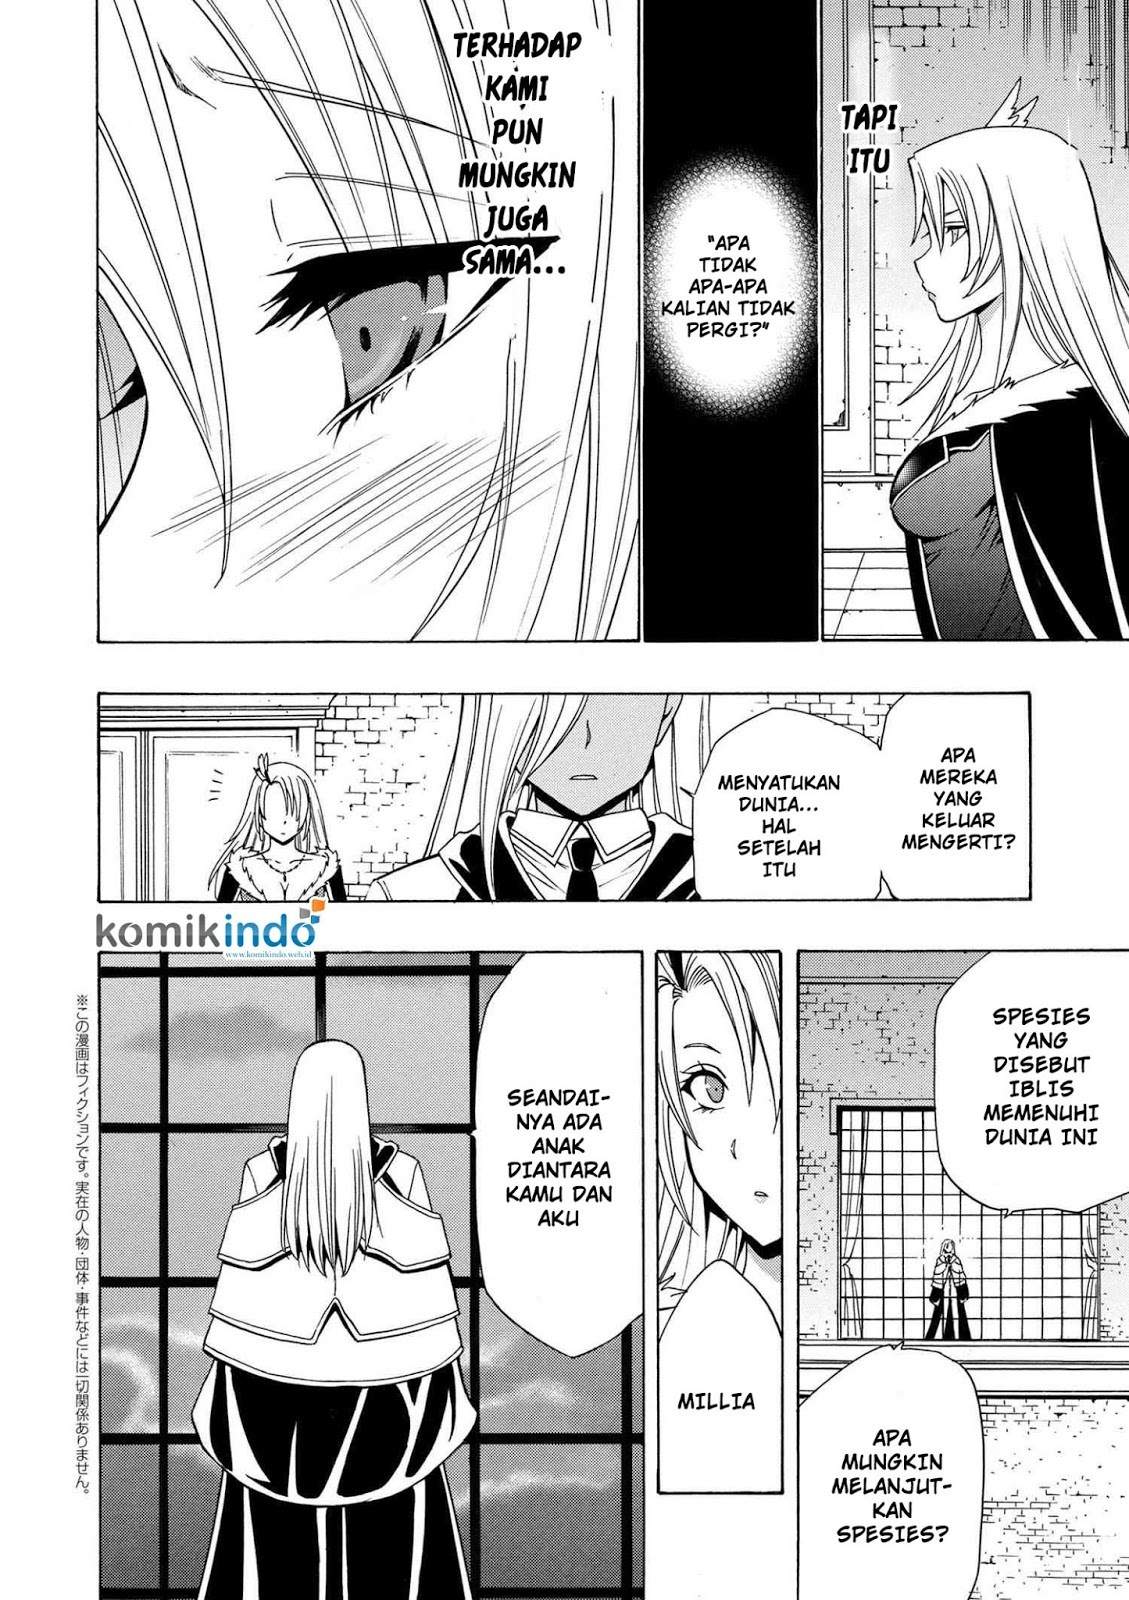 TAPI
ITU
"APA
TIDAK
APA-APA
KALIAN TIDAK
PERGI?"
TERHADAP
KAMI
PUN
MUNGKIN
JUGA
SAMA...
APA
MEREKA
YANG
KELUAR
MENGERTI?
MENYATUKAN
DUNIA...
HAL
SETELAH
ITU
SPESIES
YANG
DISEBUT
IBLIS
MEMENUHI
DUNIA INI
APA
MUNGKIN
MELANJUT-
KAN
SPESIES?
MILLIA
SEANDAI-
NYA ADA
ANAK
DIANTARA
KAMU DAN
AKU
komikindo
www.komikindo.web.id
※この漫画はフィクションです。実在の人物・団体・事件などには一切関係ありません。